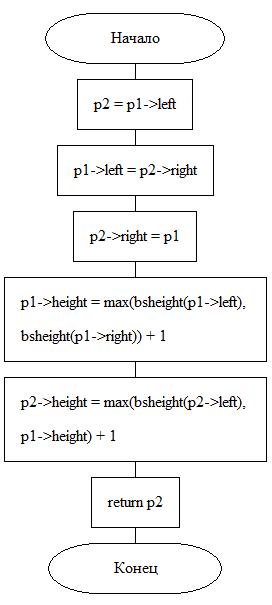 Начало
p2 = p1->left
p1->left = p2->right
p2->right = p1
p1->height = max(bsheight(p1->left),
bsheight(p1->right)) + 1
p2->height = max(bsheight(p2->left),
p1->height) + 1
return p2
Конец